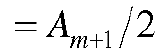 = A_{m+1}/2